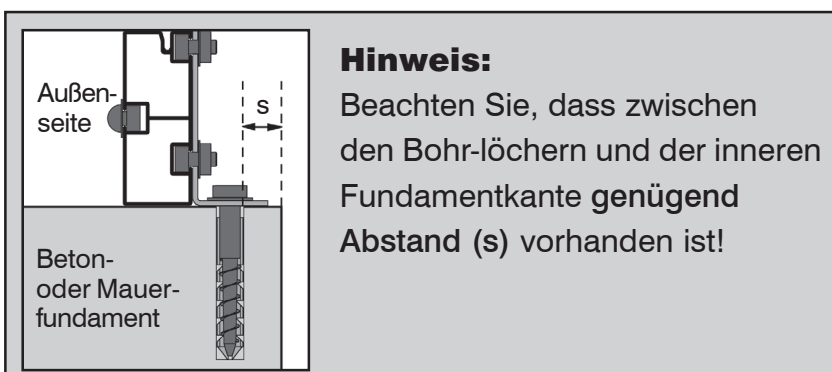 Außen-
seite
s
Beton-
oder Mauer-
fundament
Hinweis:
Beachten Sie, dass zwischen
den Bohr-löchern und der inneren
Fundamentkante genügend
Abstand (s) vorhanden ist!